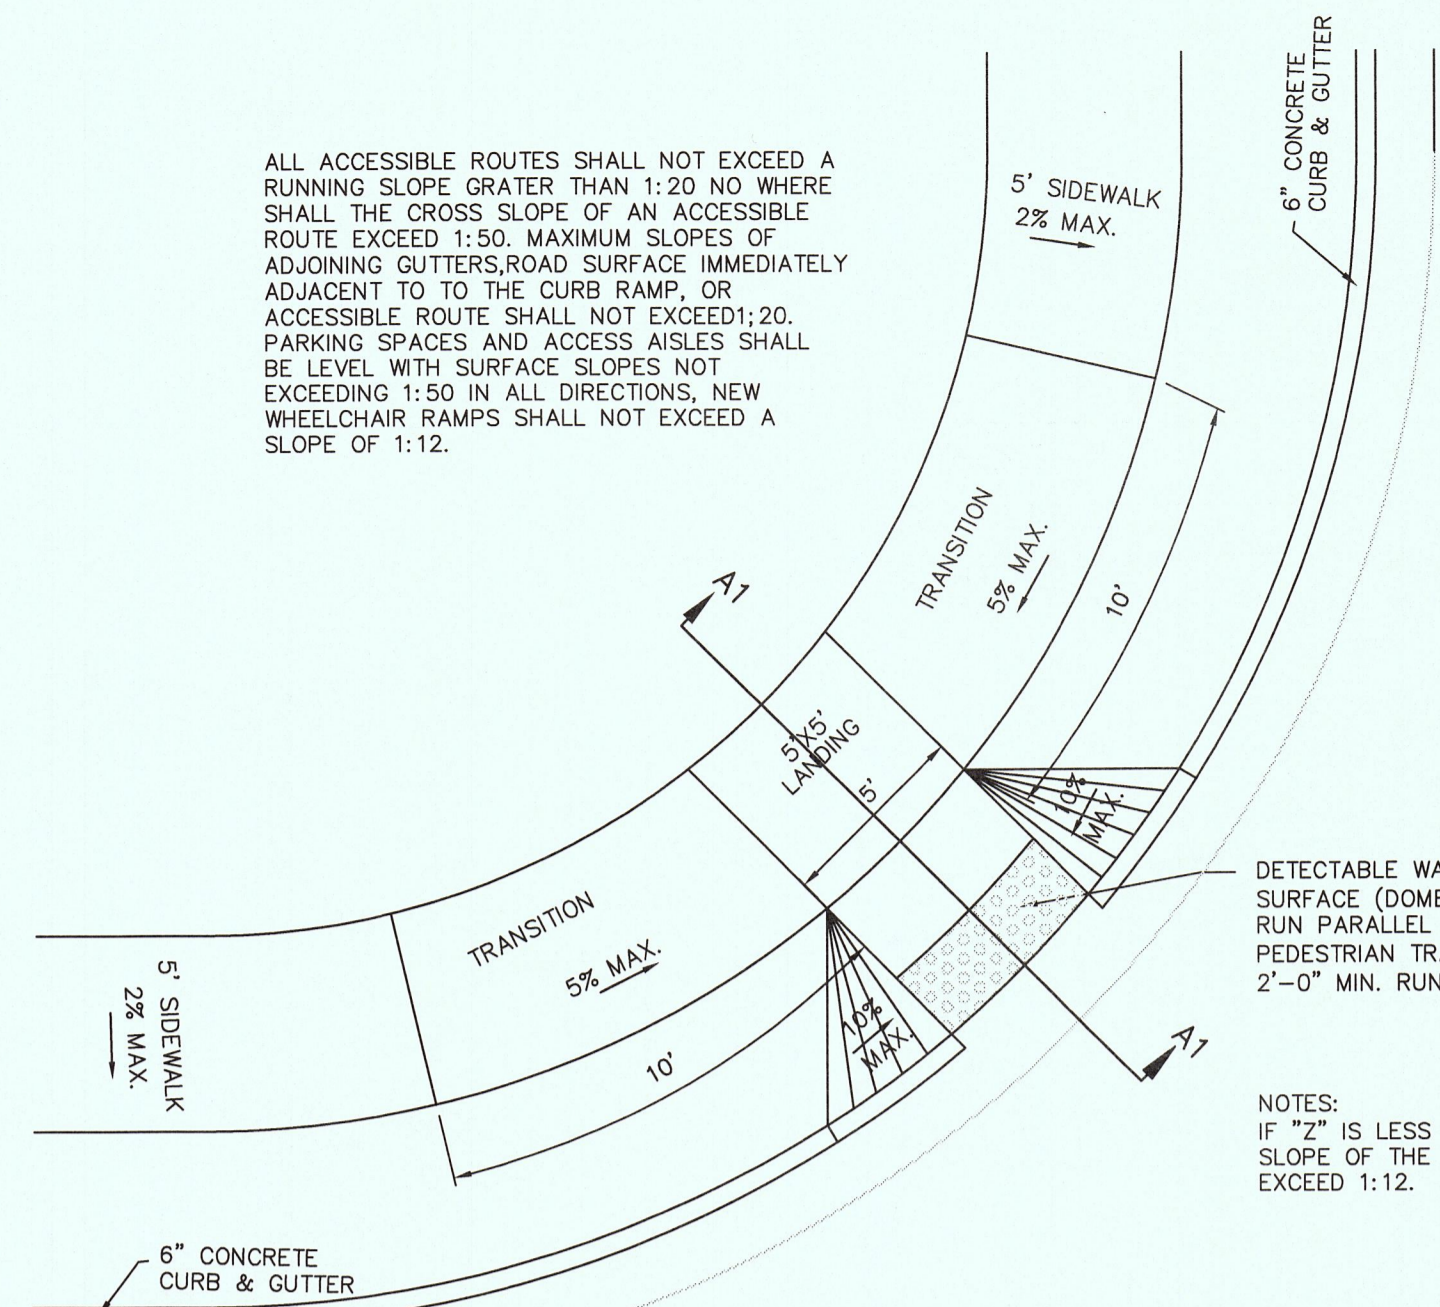 ALL ACCESSIBLE ROUTES SHALL NOT EXCEED A
RUNNING SLOPE GRATER THAN 1:20 NO WHERE
SHALL THE CROSS SLOPE OF AN ACCESSIBLE
ROUTE EXCEED 1:50. MAXIMUM SLOPES OF
ADJOINING GUTTERS,ROAD SURFACE IMMEDIATELY
ADJACENT TO TO THE CURB RAMP, OR
ACCESSIBLE ROUTE SHALL NOT EXCEED1;20.
PARKING SPACES AND ACCESS AISLES SHALL
BE LEVEL WITH SURFACE SLOPES NOT
EXCEEDING 1:50 IN ALL DIRECTIONS, NEW
WHEELCHAIR RAMPS SHALL NOT EXCEED A
SLOPE OF 1:12.
6" CONCRETE
CURB & GUTTER
5' SIDEWALK
2% MAX.
TRANSITION
5% MAX.
10'
A1
5'X5'
LANDING
5'
10%
MAX.
DETECTABLE WA
SURFACE (DOME
RUN PARALLEL
PEDESTRIAN TR
2'-0" MIN. RUN
TRANSITION
5% MAX.
10'
10%
MAX.
A1
5' SIDEWALK
2% MAX.
NOTES:
IF "Z" IS LESS
SLOPE OF THE
EXCEED 1:12.
6" CONCRETE
CURB & GUTTER